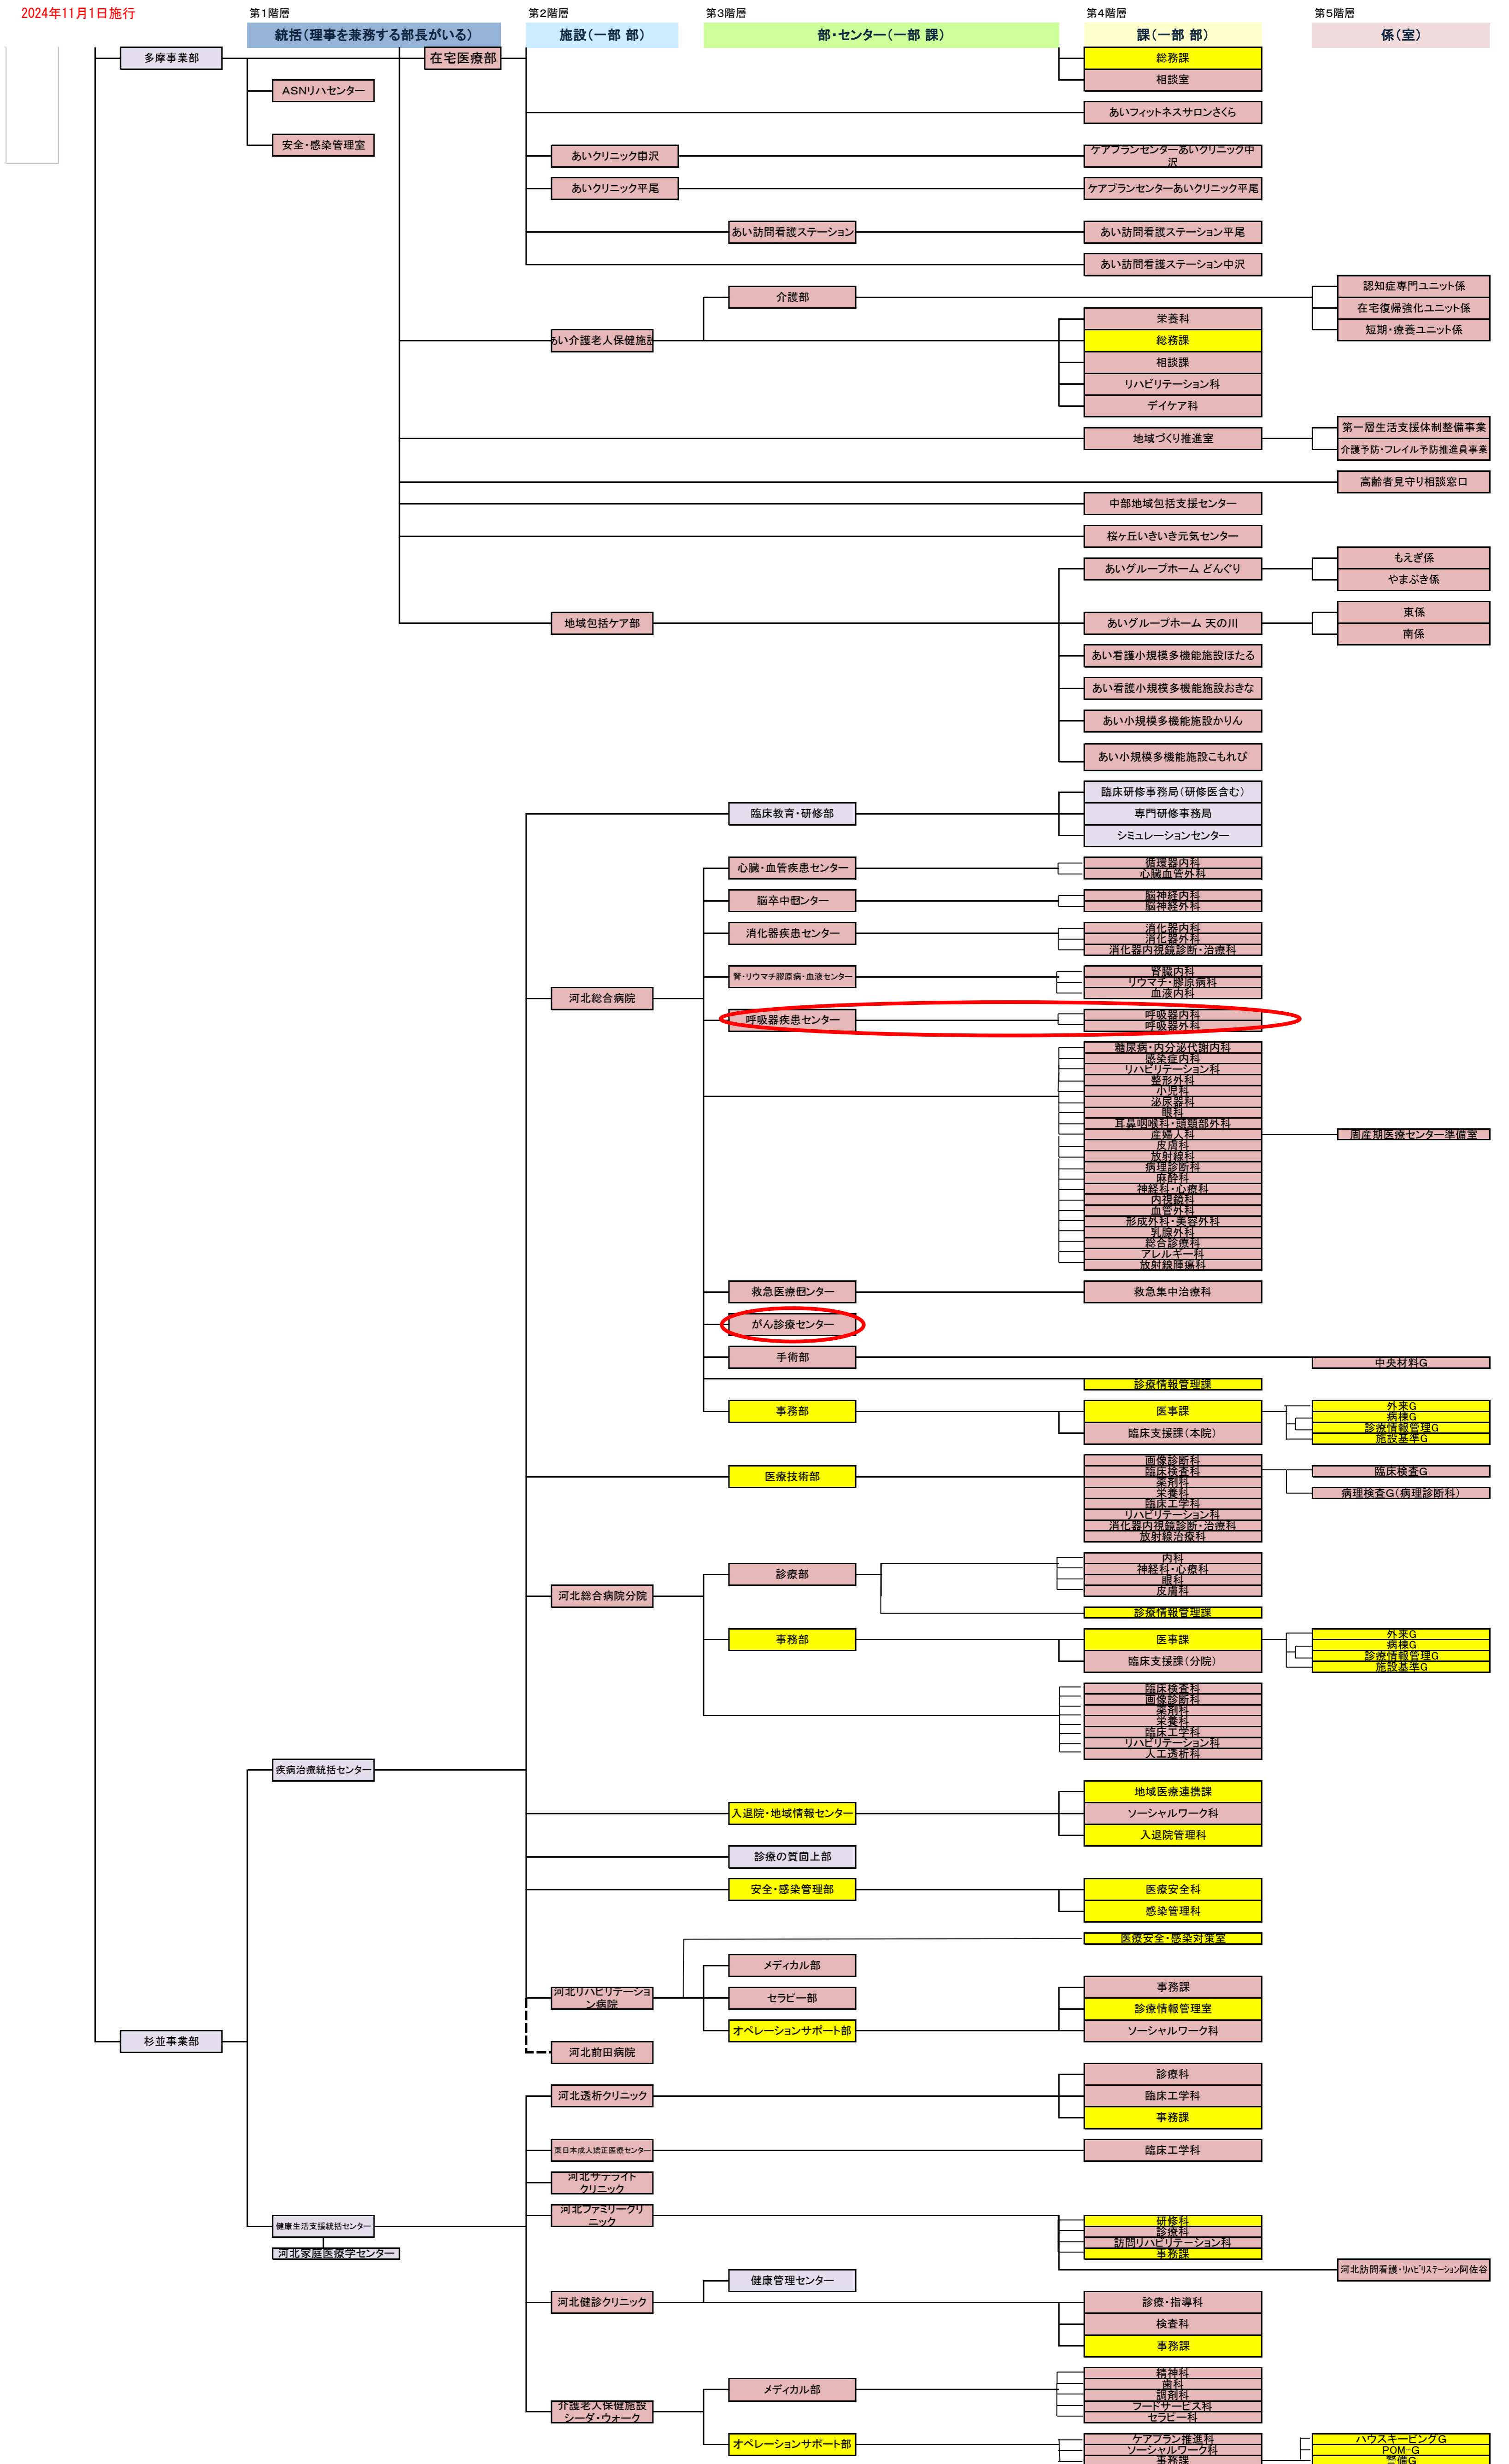 2024年11月1日施行
第1階層
第2階層
第3階層
第4階層
第5階層
統括(理事を兼務する部長がいる)
施設(一部 部)
部・センター(一部 課)
課(一部 部)
係(室)
多摩事業部
在宅医療部
総務課
相談室
ASNリハセンター
あいフィットネスサロンさくら
安全・感染管理室
あいクリニック中沢
ケアプランセンターあいクリニック中
沢
あいクリニック平尾
ケアプランセンターあいクリニック平尾
あい訪問看護ステーション
あい訪問看護ステーション平尾
あい訪問看護ステーション中沢
介護部
認知症専門ユニット係
在宅復帰強化ユニット係
短期・療養ユニット係
あい介護老人保健施設
栄養科
総務課
相談課
リハビリテーション科
デイケア科
地域づくり推進室
第一層生活支援体制整備事業
介護予防・フレイル予防推進員事業
高齢者見守り相談窓口
中部地域包括支援センター
桜ヶ丘いきいき元気センター
あいグループホーム どんぐり
もえぎ係
やまぶき係
地域包括ケア部
あいグループホーム 天の川
東係
南係
あい看護小規模多機能施設ほたる
あい看護小規模多機能施設おきな
あい小規模多機能施設かりん
あい小規模多機能施設こもれび
臨床教育・研修部
臨床研修事務局(研修医含む)
専門研修事務局
シミュレーションセンター
心臓・血管疾患センター
循環器内科
心臓血管外科
脳卒中センター
脳神経内科
脳神経外科
消化器疾患センター
消化器内科
消化器外科
消化器内視鏡診断・治療科
腎・リウマチ膠原病・血液センター
腎臓内科
リウマチ・膠原病科
血液内科
河北総合病院
呼吸器疾患センター
呼吸器内科
呼吸器外科
糖尿病・内分泌代謝内科
感染症内科
リハビリテーション科
整形外科
小児科
泌尿器科
眼科
耳鼻咽喉科・頭頸部外科
産婦人科
周産期医療センター準備室
皮膚科
放射線科
病理診断科
麻酔科
神経科・心療科
内視鏡科
血管外科
形成外科・美容外科
乳腺外科
総合診療科
アレルギー科
放射線腫瘍科
救急医療センター
救急集中治療科
がん診療センター
手術部
中央材料G
診療情報管理課
事務部
医事課
臨床支援課(本院)
外来G
病棟G
診療情報管理G
施設基準G
医療技術部
画像診断科
臨床検査科
薬剤科
栄養科
臨床工学科
リハビリテーション科
消化器内視鏡診断・治療科
放射線治療科
臨床検査G
病理検査G(病理診断科)
河北総合病院分院
診療部
内科
神経科・心療科
眼科
皮膚科
診療情報管理課
事務部
医事課
臨床支援課(分院)
外来G
病棟G
診療情報管理G
施設基準G
臨床検査科
画像診断科
薬剤科
栄養科
臨床工学科
リハビリテーション科
人工透析科
疾病治療統括センター
入退院・地域情報センター
地域医療連携課
ソーシャルワーク科
入退院管理科
診療の質向上部
安全・感染管理部
医療安全科
感染管理科
医療安全・感染対策室
河北リハビリテーショ
ン病院
メディカル部
セラピー部
オペレーションサポート部
事務課
診療情報管理室
ソーシャルワーク科
杉並事業部
河北前田病院
河北透析クリニック
診療科
臨床工学科
事務課
東日本成人矯正医療センター
臨床工学科
河北サテライト
クリニック
河北ファミリークリ
ニック
健康生活支援統括センター
河北家庭医療学センター
研修科
診療科
訪問リハビリテーション科
事務課
河北訪問看護・リハビリステーション阿佐谷
健康管理センター
河北健診クリニック
診療・指導科
検査科
事務課
介護老人保健施設
シーダ・ウォーク
メディカル部
精神科
歯科
調剤科
フードサービス科
セラピー科
オペレーションサポート部
ケアプラン推進科
ソーシャルワーク科
事務課
ハウスキーピングG
POM-G
警備G